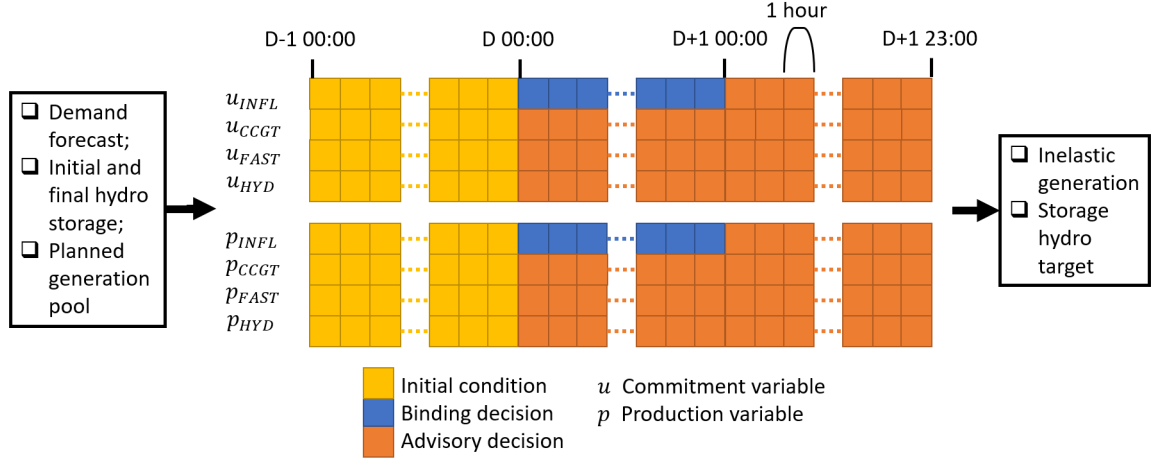 1 hour
D-1 00:00
D 00:00
D+1 00:00
D+1 23:00
❑ Demand
forecast;
❑ Initial and
final hydro
storage;
❑ Planned
generation
pool
u_INFL
u_CCGT
u_FAST
u_HYD
p_INFL
p_CCGT
p_FAST
p_HYD
❑ Inelastic
generation
❑ Storage
hydro
target
Initial condition
Binding decision
Advisory decision
u Commitment variable
p Production variable